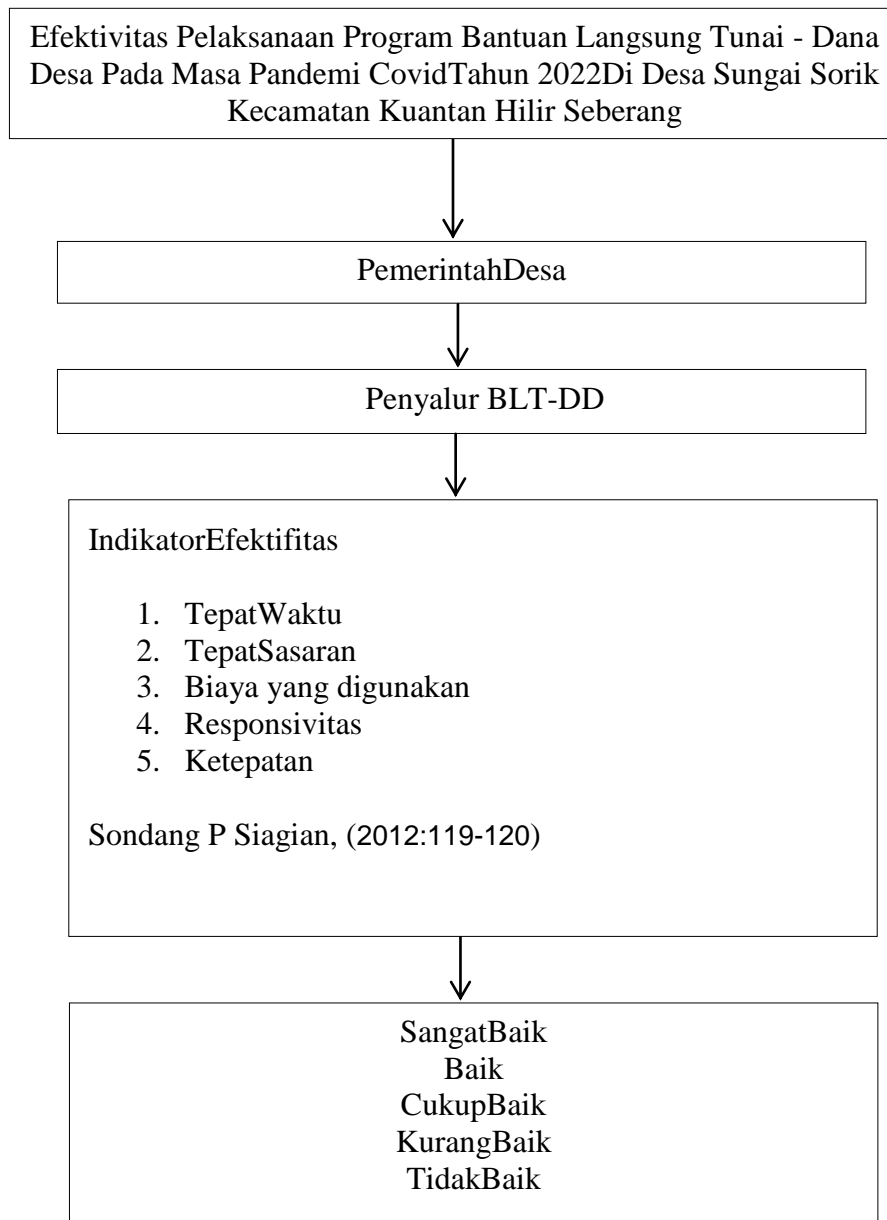 Efektivitas Pelaksanaan Program Bantuan Langsung Tunai - Dana
Desa Pada Masa Pandemi CovidTahun 2022Di Desa Sungai Sorik
Kecamatan Kuantan Hilir Seberang
PemerintahDesa
Penyalur BLT-DD
IndikatorEfektifitas
1. TepatWaktu
2. TepatSasaran
3. Biaya yang digunakan
4. Responsivitas
5. Ketepatan
Sondang P Siagian, (2012:119-120)
SangatBaik
Baik
CukupBaik
KurangBaik
TidakBaik